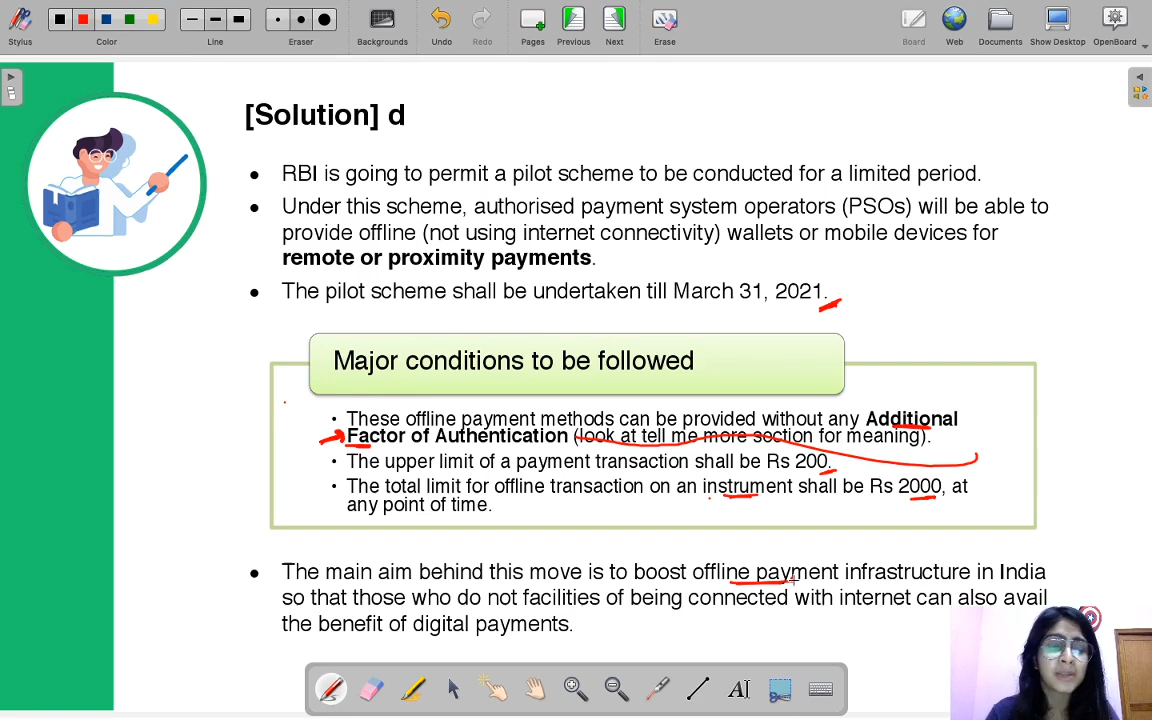 Stylus
Color
Line
Eraser
Backgrounds
Undo
Redo
Pages
Previous
Next
Erase
Board
Web
Documents
Show Desktop
OpenBoard
[Solution] d
• RBI is going to permit a pilot scheme to be conducted for a limited period.
• Under this scheme, authorised payment system operators (PSOs) will be able to
provide offline (not using internet connectivity) wallets or mobile devices for
remote or proximity payments.
• The pilot scheme shall be undertaken till March 31, 2021.
Major conditions to be followed
• These offline payment methods can be provided without any Additional
Factor of Authentication (look at tell me more section for meaning).
• The upper limit of a payment transaction shall be Rs 200.
• The total limit for offline transaction on an instrument shall be Rs 2000, at
any point of time.
• The main aim behind this move is to boost offline payment infrastructure in India
so that those who do not facilities of being connected with internet can also avail
the benefit of digital payments.